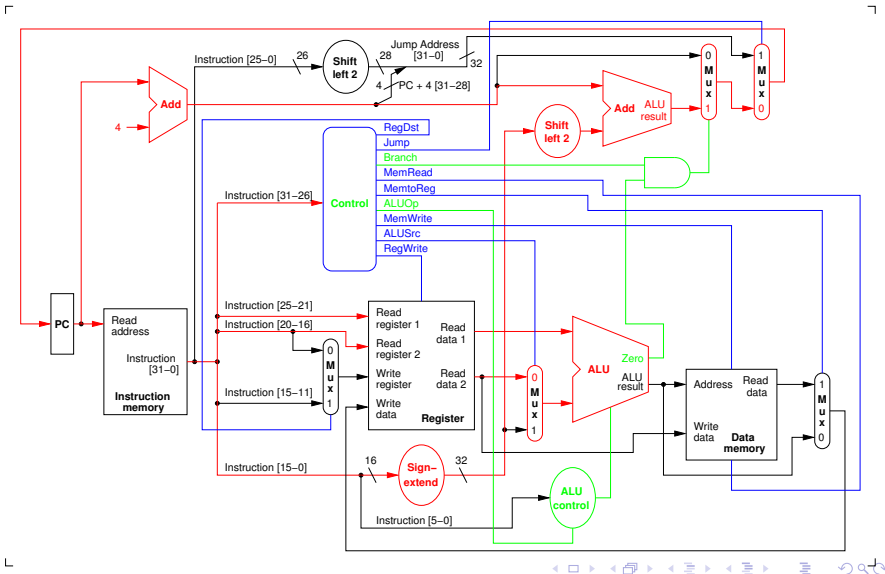 Instruction [25−0]
26
Shift
left 2
28
Jump Address
[31−0]
32
4
PC + 4 [31−28]
Add
4
0
M
u
x
1
1
M
u
x
0
Add
ALU
result
Shift
left 2
RegDst
Jump
Branch
MemRead
MemtoReg
ALUOp
MemWrite
ALUSrc
RegWrite
Control
Instruction [31−26]
PC
Read
address
Instruction
[31−0]
Instruction
memory
Instruction [25−21]
Instruction [20−16]
Instruction [15−11]
0
M
u
x
1
Read
register 1
Read
register 2
Write
register
Write
data
Read
data 1
Read
data 2
Register
0
M
u
x
1
ALU
Zero
ALU
result
Address
Read
data
Write
data
Data
memory
1
M
u
x
0
Instruction [15−0]
16
Sign−
extend
32
Instruction [5−0]
ALU
control